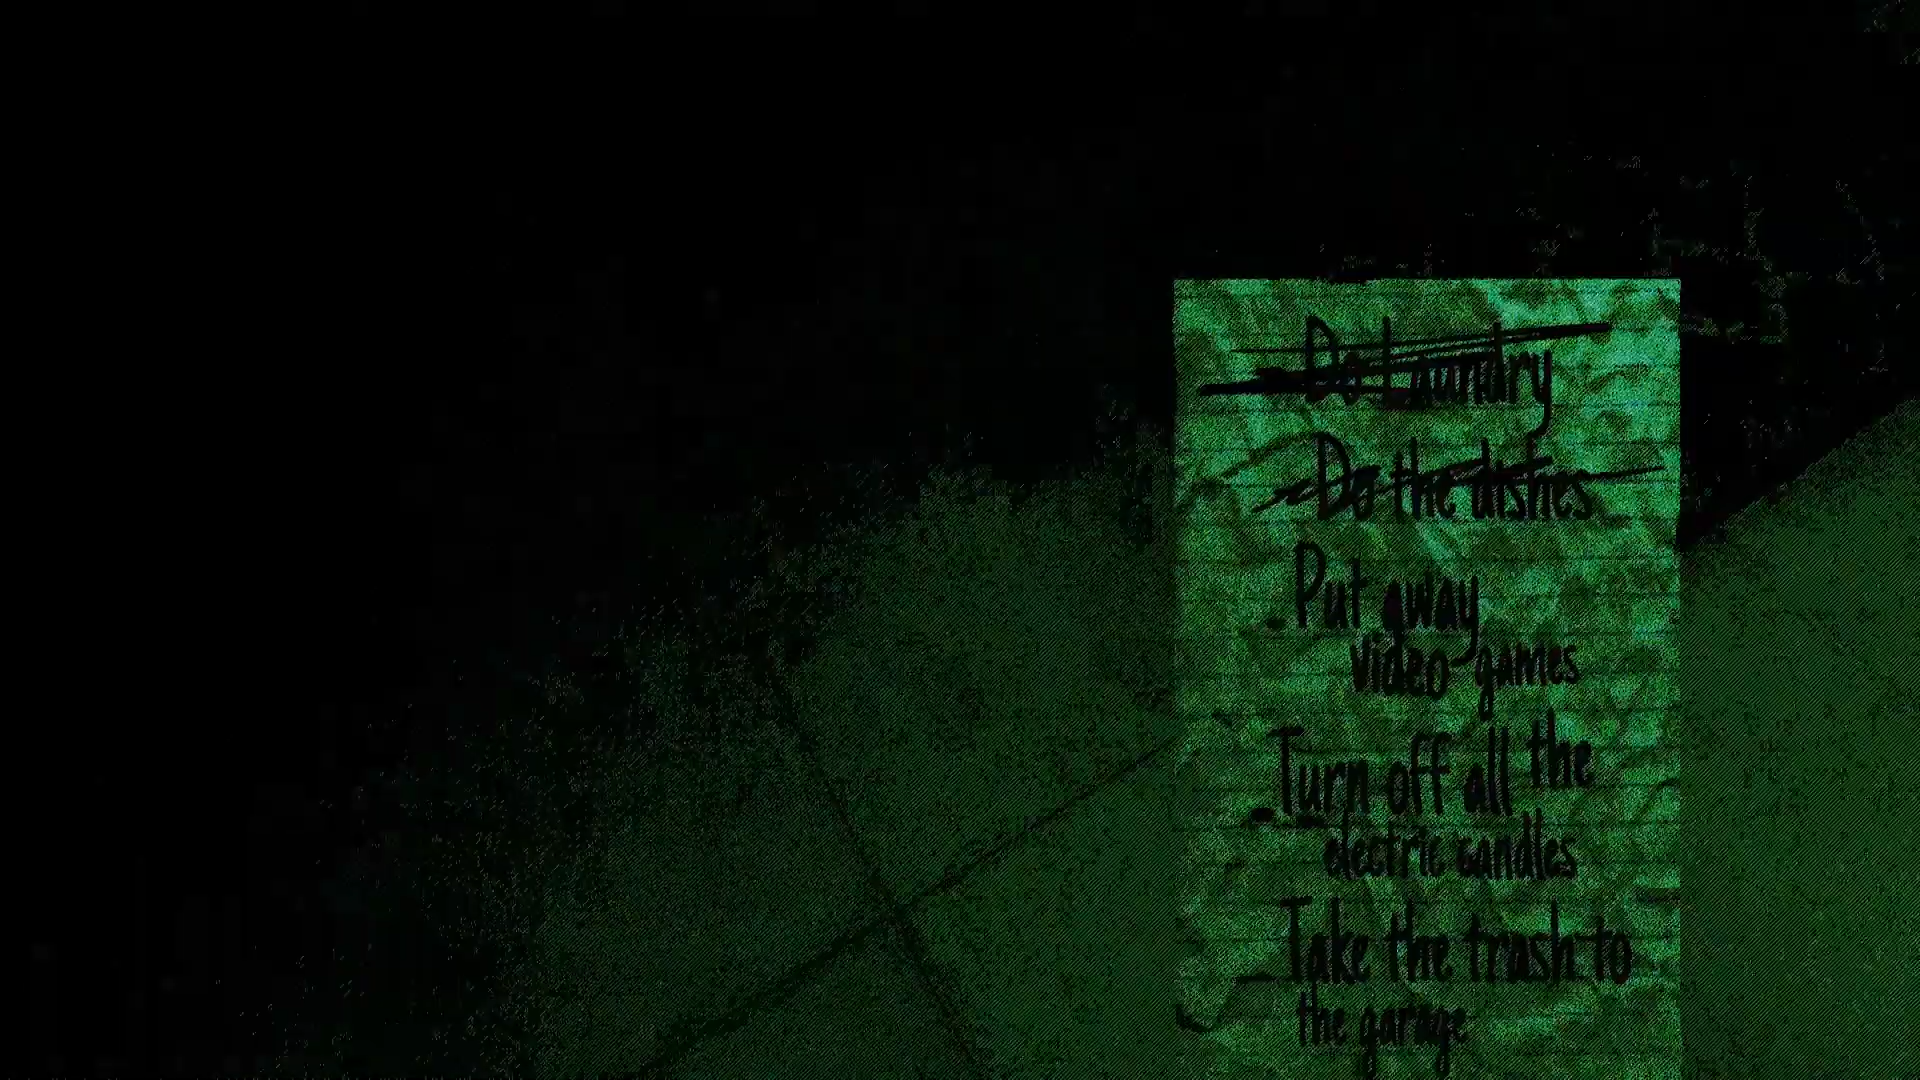 Do Laundry
Do the dishes
Put away
video games
Turn off all the
electric candles
Take the trash to
the garage